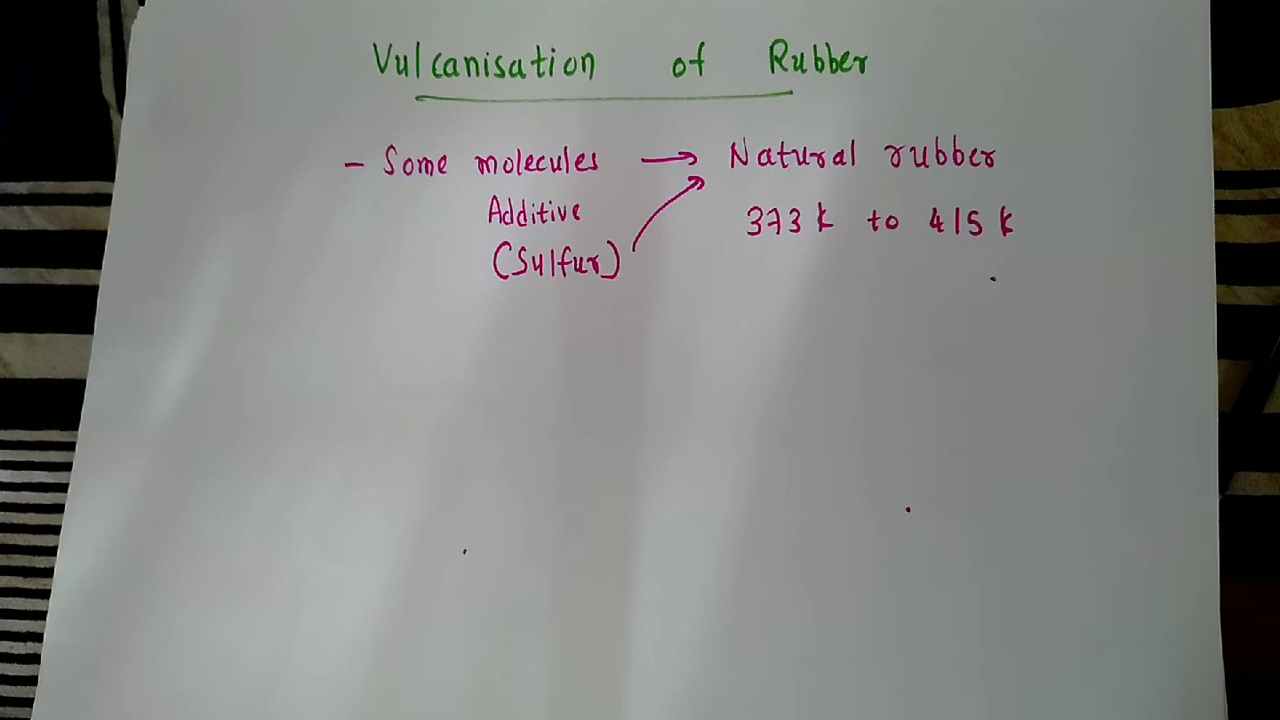 Vulcanisation of Rubber
- Some molecules → Natural rubber
Additive 373 k to 415 k
(Sulfur)